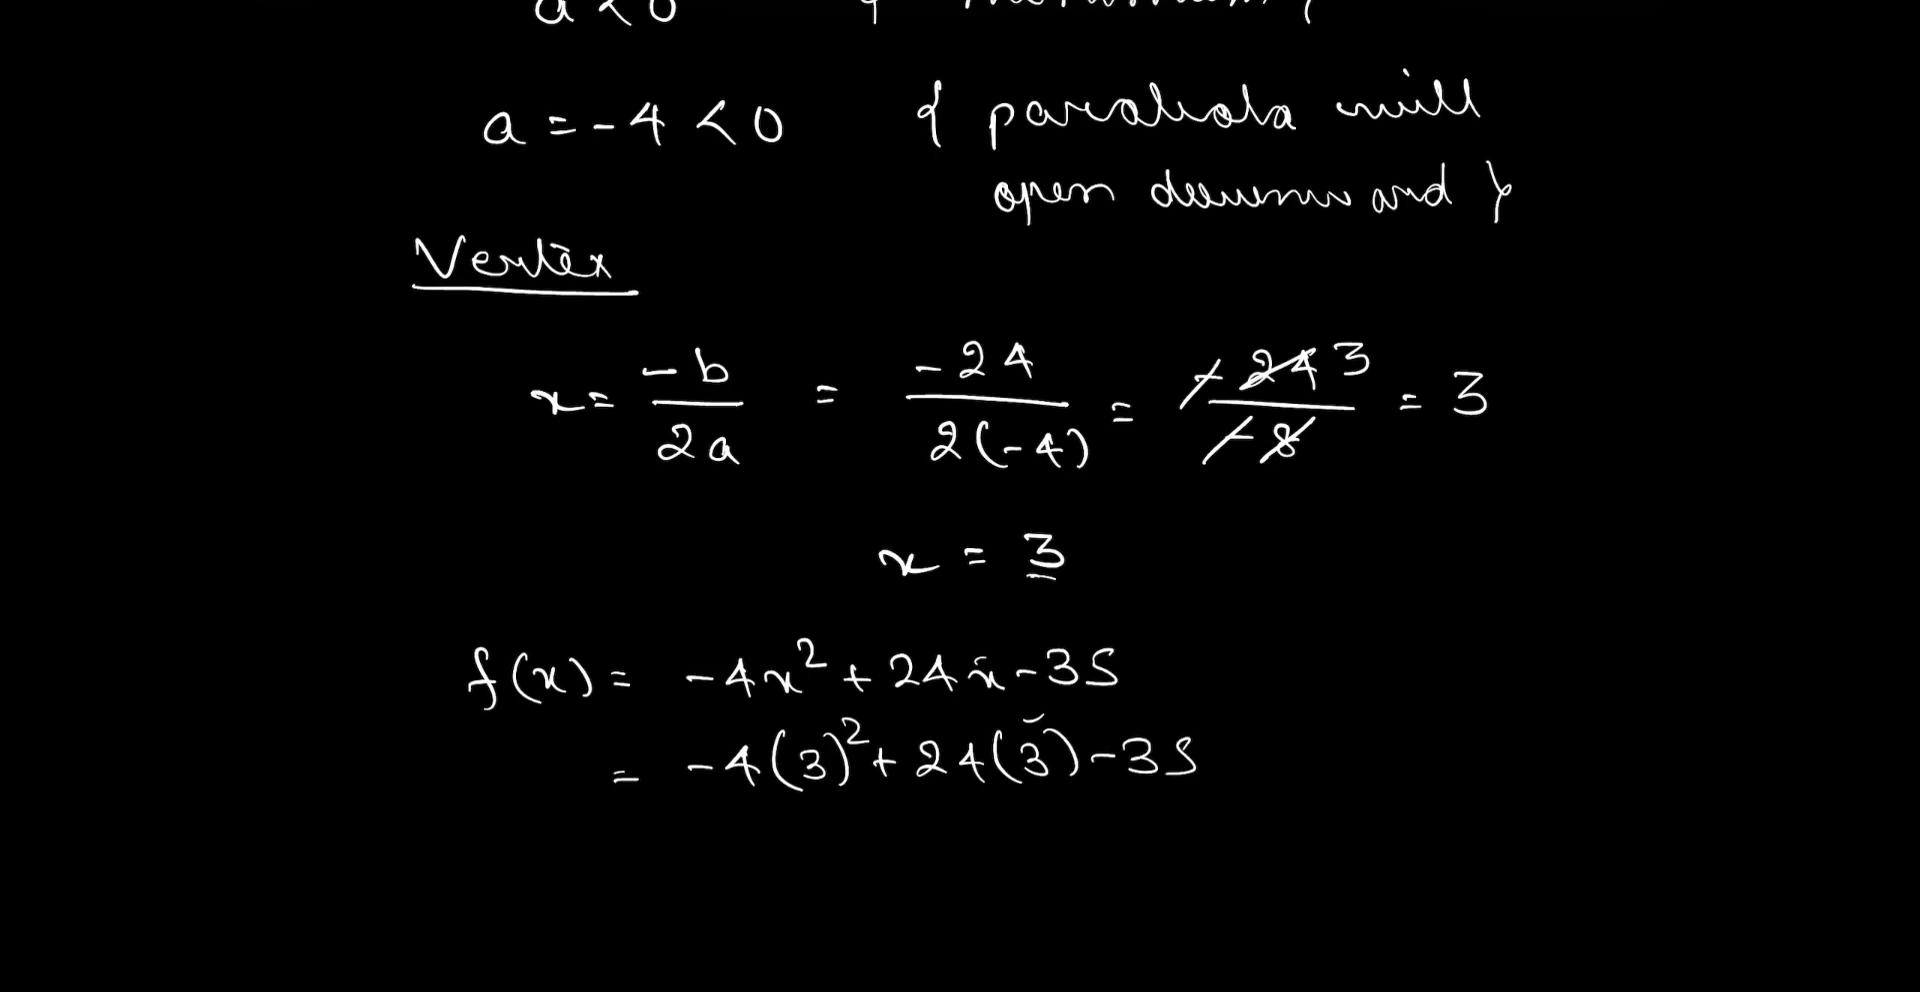 a < 0 {
a = -4 < 0 { parabola will
open downward }
Vertex
x = -b/2a = -24/2(-4) = -24/-8 3 = 3
x = 3
f(x) = -4x² + 24x - 35
= -4(3)² + 24(3) - 35